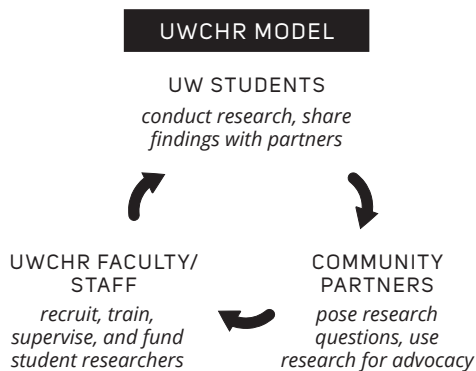 UWCHR MODEL
UW STUDENTS
conduct research, share
findings with partners
UWCHR FACULTY/
STAFF
recruit, train,
supervise, and fund
student researchers
COMMUNITY
PARTNERS
pose research
questions, use
research for advocacy